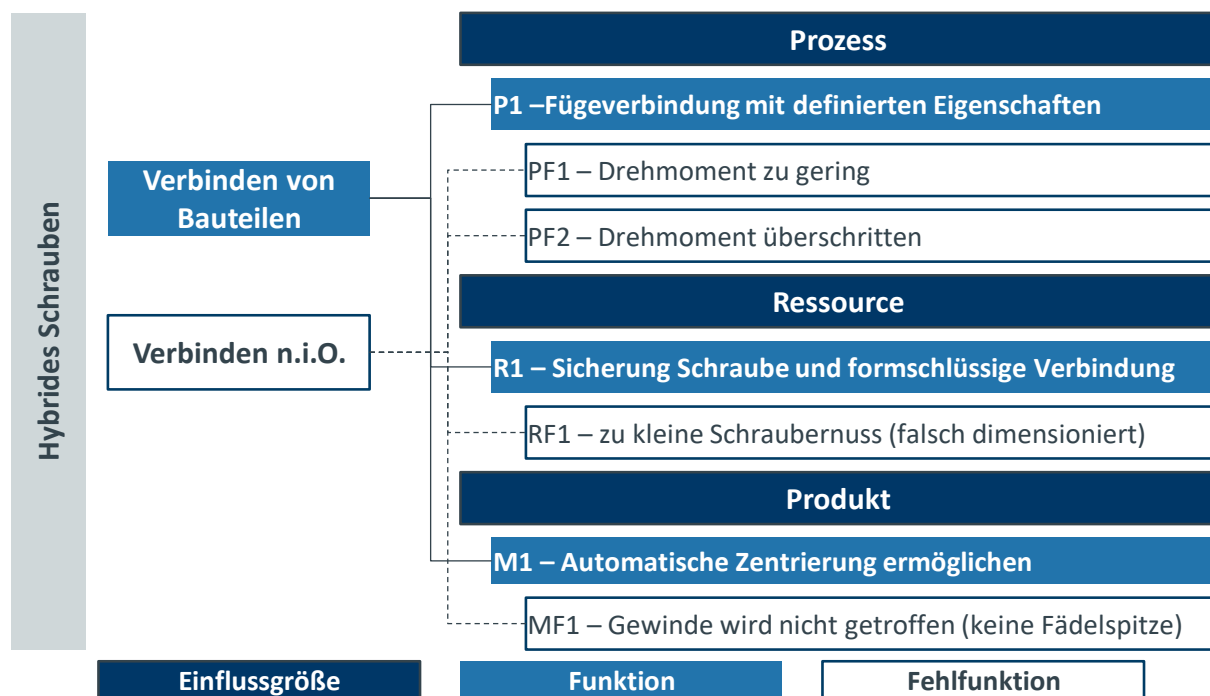 Hybrides Schrauben
Verbinden von
Bauteilen
Verbinden n.i.O.
Prozess
P1 –Fügeverbindung mit definierten Eigenschaften
PF1 – Drehmoment zu gering
PF2 – Drehmoment überschritten
Ressource
R1 – Sicherung Schraube und formschlüssige Verbindung
RF1 – zu kleine Schraubernuss (falsch dimensioniert)
Produkt
M1 – Automatische Zentrierung ermöglichen
MF1 – Gewinde wird nicht getroffen (keine Fädelspitze)
Einflussgröße
Funktion
Fehlfunktion